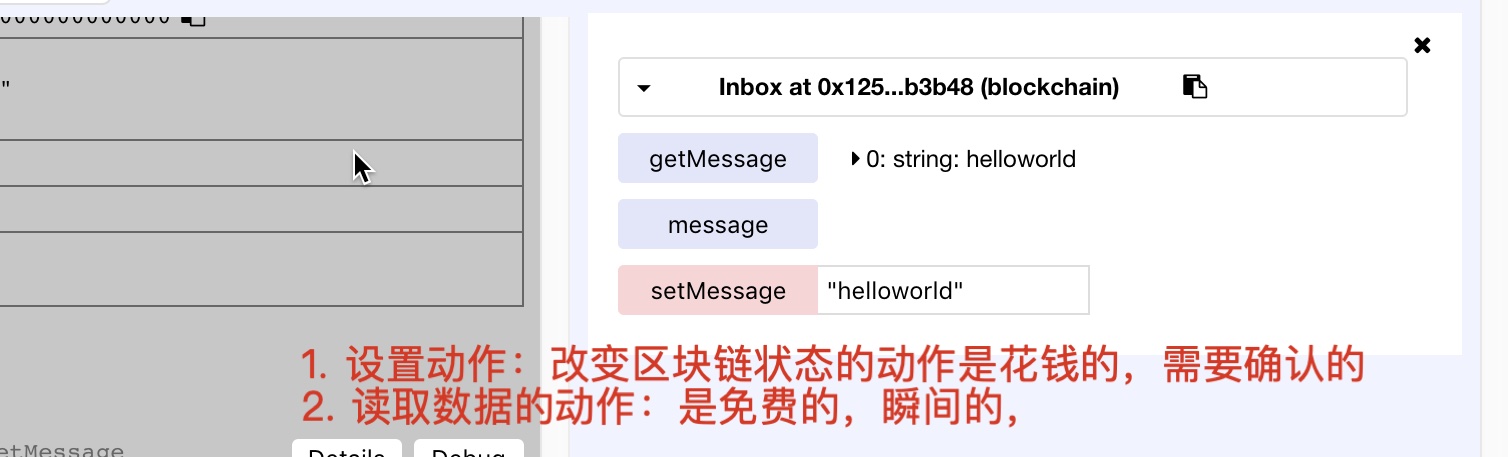 "
Inbox at 0x125...b3b48 (blockchain)
getMessage
0: string: helloworld
message
setMessage
"helloworld"
1. 设置动作：改变区块链状态的动作是花钱的，需要确认的
2. 读取数据的动作：是免费的，瞬间的，
etMessage
Details
Debug